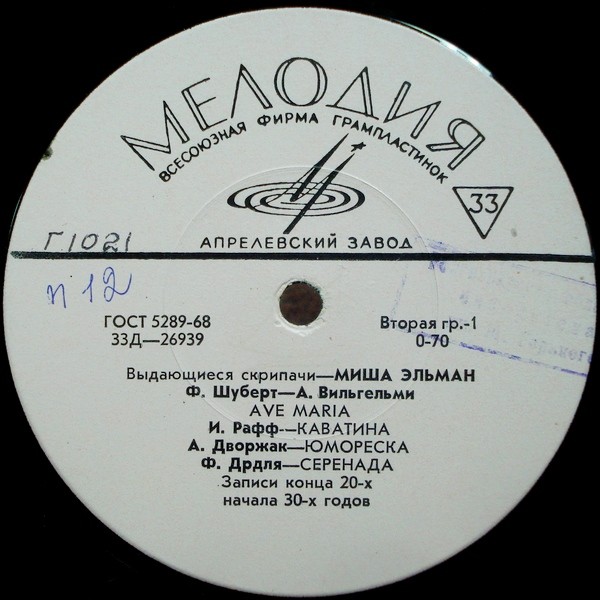 МЕЛОДИЯ
ВСЕСОЮЗНАЯ ФИРМА ГРАМПЛАСТИНОК
33
АПРЕЛЕВСКИЙ ЗАВОД
Г1021
п 12
ГОСТ 5289-68 Вторая гр.-1
33Д—26939 0-70
Выдающиеся скрипачи—МИША ЭЛЬМАН
Ф. Шуберт—А. Вильгельми
AVE MARIA
И. Рафф-—КАВАТИНА
А. Дворжак—ЮМОРЕСКА
Ф. Дрдля—СЕРЕНАДА
Записи конца 20-х
начала 30-х годов